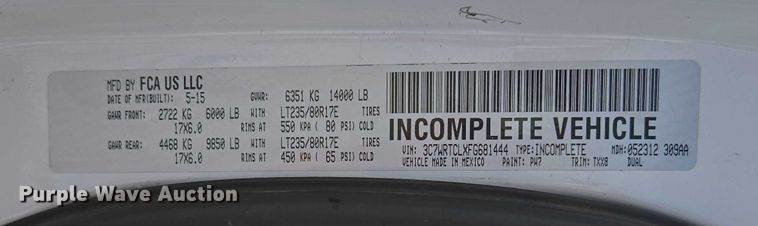 MFD BY FCA US LLC
DATE OF MFR(BUILT): 5-15 GVWR: 6351 KG 14000 LB
GAWR FRONT: 2722 KG 6000 LB WITH LT235/80R17E TIRES
17X6.0 RIMS AT 550 KPA ( 80 PSI) COLD
GAWR REAR: 4468 KG 9850 LB WITH LT235/80R17E TIRES
17X6.0 RIMS AT 450 KPA ( 65 PSI) COLD
INCOMPLETE VEHICLE
VIN: 3C7WRTCLXFG681444 TYPE: INCOMPLETE MDH: 052312 309AA
MADE IN MEXICO PAINT: PW7 TRIM: TXX8 DUAL
Purple Wave Auction